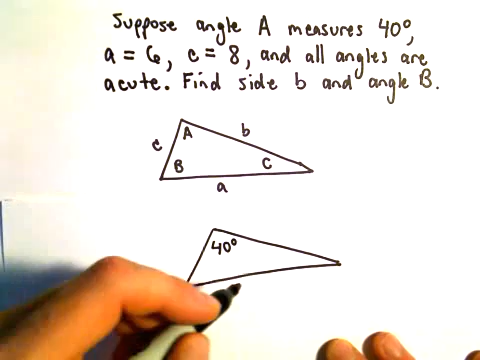 Suppose angle A measures 40°,
a = 6, c = 8, and all angles are
acute. Find side b and angle B.
A
b
c
B
C
a
40°